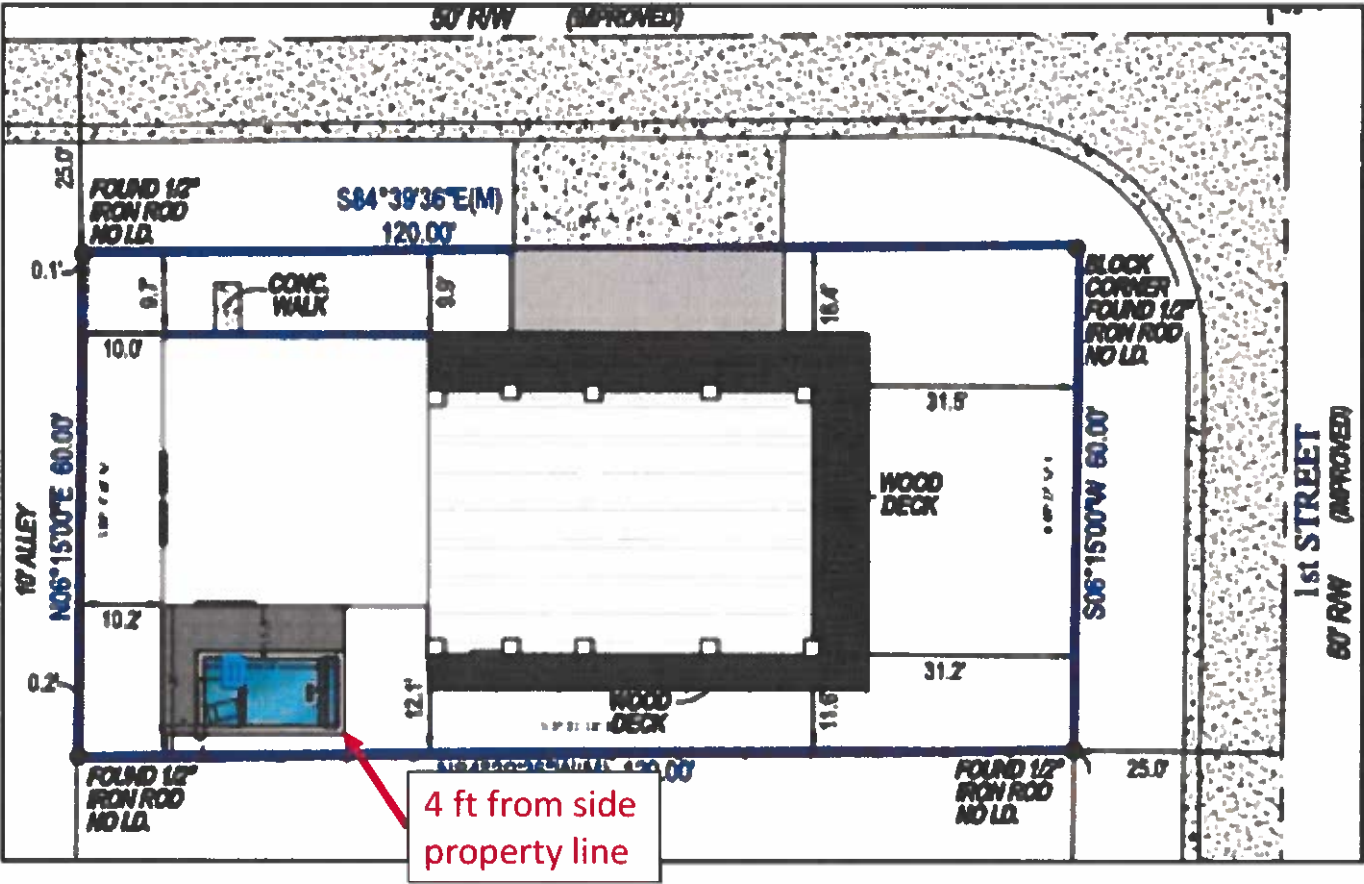 50' R/W (IMPROVED)
25.0'
FOUND 1/2"
IRON ROD
NO I.D.
S84°39'36"E(M)
120.00'
0.1'
9.7'
CONC.
WALK
9.9'
16.4'
BLOCK
CORNER
FOUND 1/2"
IRON ROD
NO I.D.
10.0'
31.5'
10' ALLEY
N06°15'00"E 60.00'
WOOD
DECK
S06°15'00"W 60.00'
1st STREET
60' R/W (IMPROVED)
10.2'
31.2'
0.2'
12.1'
WOOD
DECK
11.6'
FOUND 1/2"
IRON ROD
NO I.D.
120.00'
FOUND 1/2"
IRON ROD
NO I.D.
25.0'
4 ft from side
property line